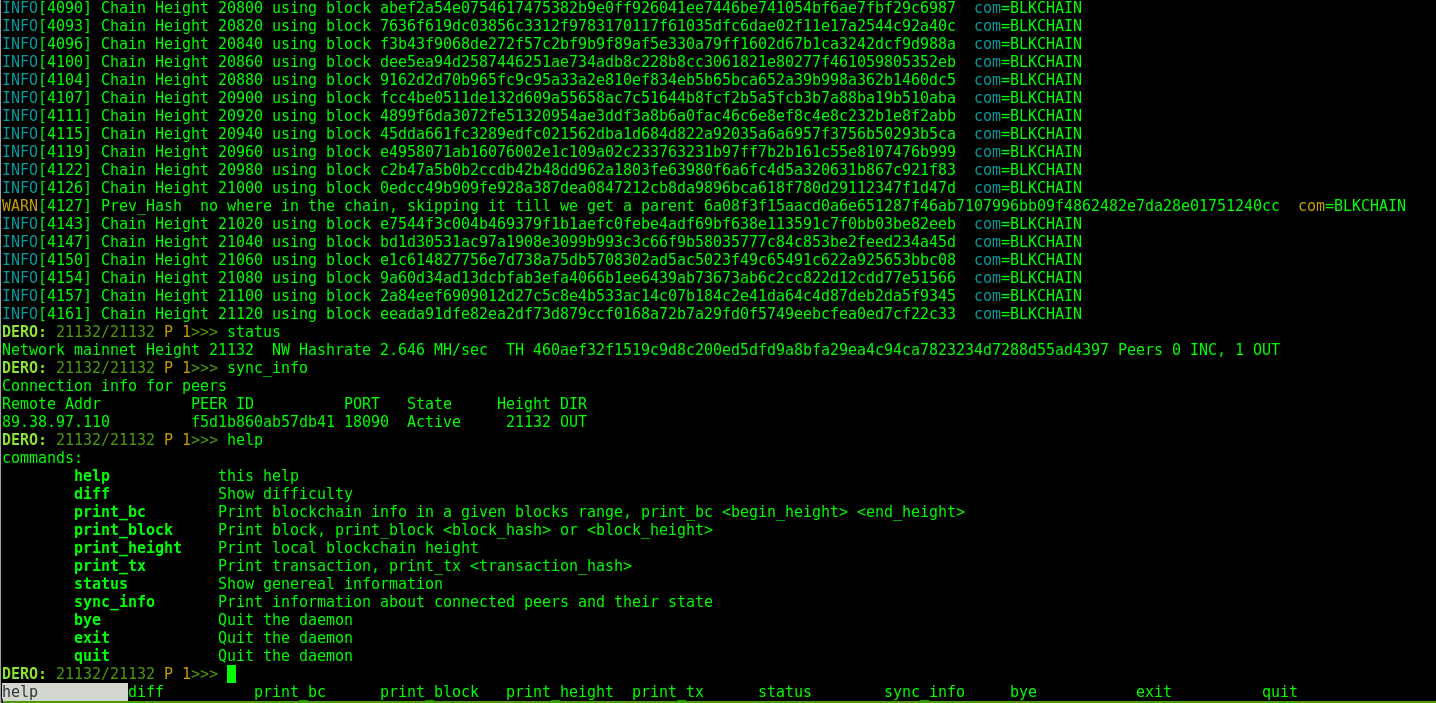 INFO[4090] Chain Height 20800 using block abef2a54e0754617475382b9e0ff926041ee7446be741054bf6ae7fbf29c6987  com=BLKCHAIN
INFO[4093] Chain Height 20820 using block 7636f619dc03856c3312f9783170117f61035dfc6dae02f11e17a2544c92a40c  com=BLKCHAIN
INFO[4096] Chain Height 20840 using block f3b43f9068de272f57c2bf9b9f89af5e330a79ff1602d67b1ca3242dcf9d988a  com=BLKCHAIN
INFO[4100] Chain Height 20860 using block dee5ea94d2587446251ae734adb8c228b8cc3061821e80277f461059805352eb  com=BLKCHAIN
INFO[4104] Chain Height 20880 using block 9162d2d70b965fc9c95a33a2e810ef834eb5b65bca652a39b998a362b1460dc5  com=BLKCHAIN
INFO[4107] Chain Height 20900 using block fcc4be0511de132d609a55658ac7c51644b8fcf2b5a5fcb3b7a88ba19b510aba  com=BLKCHAIN
INFO[4111] Chain Height 20920 using block 4899f6da3072fe51320954ae3ddf3a8b6a0fac46c6e8ef8c4e8c232b1e8f2abb  com=BLKCHAIN
INFO[4115] Chain Height 20940 using block 45dda661fc3289edfc021562dba1d684d822a92035a6a6957f3756b50293b5ca  com=BLKCHAIN
INFO[4119] Chain Height 20960 using block e4958071ab16076002e1c109a02c233763231b97ff7b2b161c55e8107476b999  com=BLKCHAIN
INFO[4122] Chain Height 20980 using block c2b47a5b0b2ccdb42b48dd962a1803fe63980f6a6fc4d5a320631b867c921f83  com=BLKCHAIN
INFO[4126] Chain Height 21000 using block 0edcc49b909fe928a387dea0847212cb8da9896bca618f780d29112347f1d47d  com=BLKCHAIN
WARN[4127] Prev_Hash  no where in the chain, skipping it till we get a parent 6a08f3f15aacd0a6e651287f46ab7107996bb09f4862482e7da28e01751240cc  com=BLKCHAIN
INFO[4143] Chain Height 21020 using block e7544f3c004b469379f1b1aefc0febe4adf69bf638e113591c7f0bb03be82eeb  com=BLKCHAIN
INFO[4147] Chain Height 21040 using block bd1d30531ac97a1908e3099b993c3c66f9b58035777c84c853be2feed234a45d  com=BLKCHAIN
INFO[4150] Chain Height 21060 using block e1c614827756e7d738a75db5708302ad5ac5023f49c65491c622a925653bbc08  com=BLKCHAIN
INFO[4154] Chain Height 21080 using block 9a60d34ad13dcbfab3efa4066b1ee6439ab73673ab6c2cc822d12cdd77e51566  com=BLKCHAIN
INFO[4157] Chain Height 21100 using block 2a84eef6909012d27c5c8e4b533ac14c07b184c2e41da64c4d87deb2da5f9345  com=BLKCHAIN
INFO[4161] Chain Height 21120 using block eeada91dfe82ea2df73d879ccf0168a72b7a29fd0f5749eebcfea0ed7cf22c33  com=BLKCHAIN
DERO: 21132/21132 P 1>>> status
Network mainnet Height 21132  NW Hashrate 2.646 MH/sec  TH 460aef32f1519c9d8c200ed5dfd9a8bfa29ea4c94ca7823234d7288d55ad4397 Peers 0 INC, 1 OUT
DERO: 21132/21132 P 1>>> sync_info
Connection info for peers
Remote Addr          PEER ID          PORT   State     Height DIR
89.38.97.110         f5d1b860ab57db41 18090  Active     21132 OUT
DERO: 21132/21132 P 1>>> help
commands:
help            this help
diff            Show difficulty
print_bc        Print blockchain info in a given blocks range, print_bc <begin_height> <end_height>
print_block     Print block, print_block <block_hash> or <block_height>
print_height    Print local blockchain height
print_tx        Print transaction, print_tx <transaction_hash>
status          Show genereal information
sync_info       Print information about connected peers and their state
bye             Quit the daemon
exit            Quit the daemon
quit            Quit the daemon
DERO: 21132/21132 P 1>>>
help          diff          print_bc      print_block   print_height  print_tx      status        sync_info     bye           exit          quit